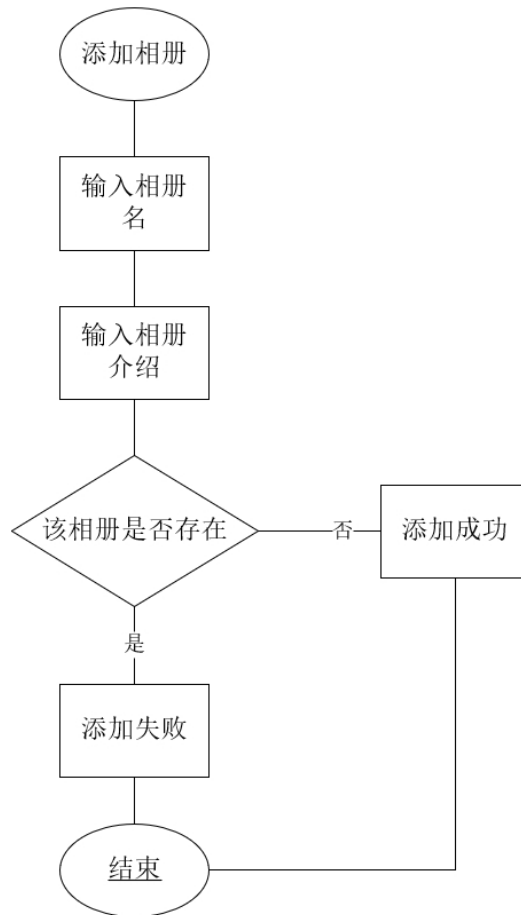 添加相册
输入相册
名
输入相册
介绍
该相册是否存在
否
添加成功
是
添加失败
结束